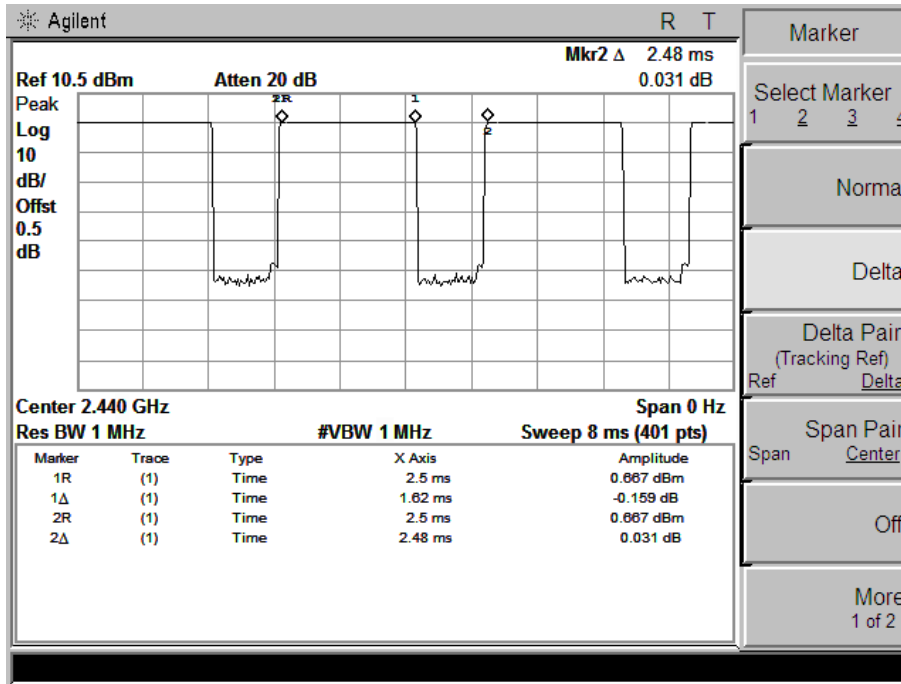 Agilent R T
Mkr2 Δ 2.48 ms
Ref 10.5 dBm Atten 20 dB 0.031 dB
Peak
Log
10
dB/
Offst
0.5
dB
2R
1
2
Center 2.440 GHz Span 0 Hz
Res BW 1 MHz #VBW 1 MHz Sweep 8 ms (401 pts)
Marker Trace Type X Axis Amplitude
1R (1) Time 2.5 ms 0.667 dBm
1Δ (1) Time 1.62 ms -0.159 dB
2R (1) Time 2.5 ms 0.667 dBm
2Δ (1) Time 2.48 ms 0.031 dB
Marker
Select Marker
1 2 3 4
Norma
Delta
Delta Pair
(Tracking Ref)
Ref Delta
Span Pair
Span Center
Off
More
1 of 2